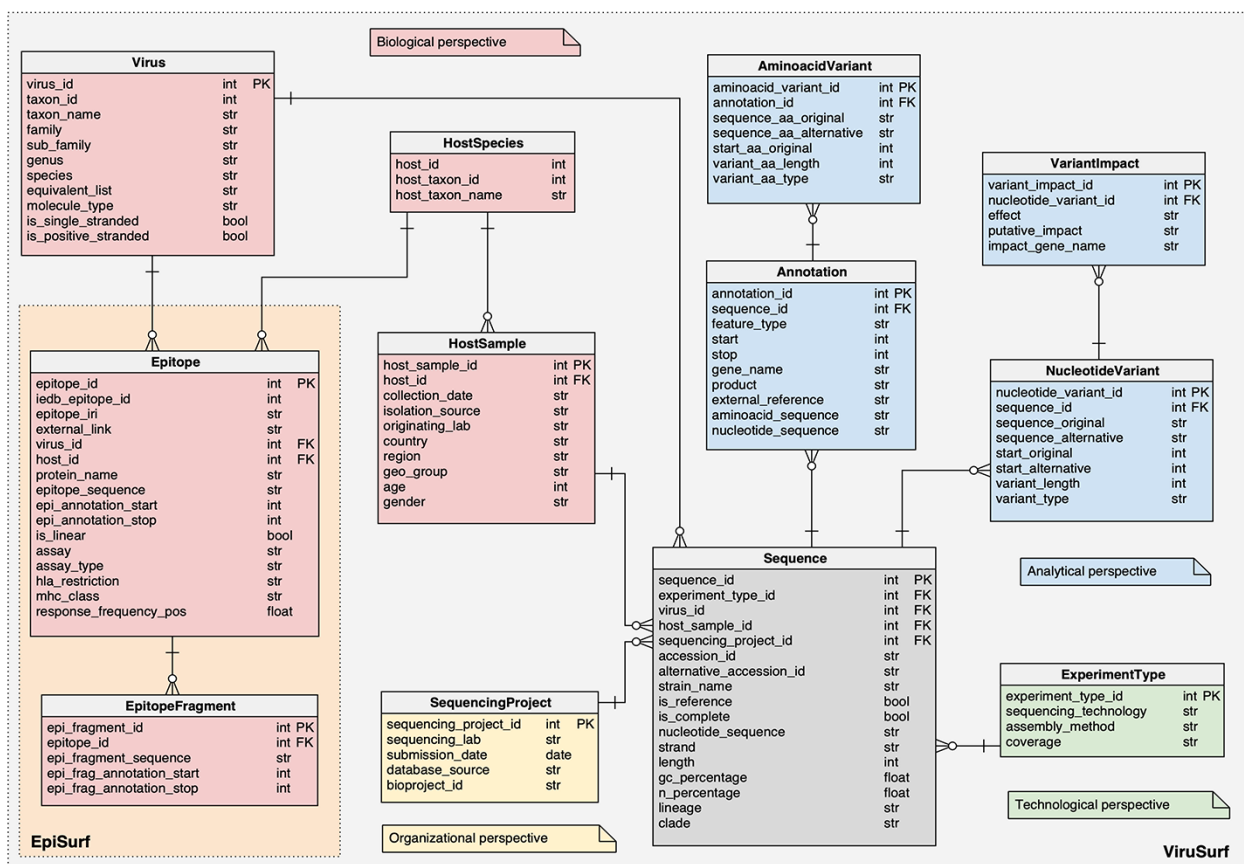 Biological perspective
Virus
virus_id int PK
taxon_id int
taxon_name str
family str
sub_family str
genus str
species str
equivalent_list str
molecule_type str
is_single_stranded bool
is_positive_stranded bool
HostSpecies
host_id int
host_taxon_id int
host_taxon_name str
AminoacidVariant
aminoacid_variant_id int PK
annotation_id int FK
sequence_aa_original str
sequence_aa_alternative str
start_aa_original int
variant_aa_length int
variant_aa_type str
VariantImpact
variant_impact_id int PK
nucleotide_variant_id int FK
effect str
putative_impact str
impact_gene_name str
Annotation
annotation_id int PK
sequence_id int FK
feature_type str
start int
stop int
gene_name str
product str
external_reference str
aminoacid_sequence str
nucleotide_sequence str
HostSample
host_sample_id int PK
host_id int FK
collection_date str
isolation_source str
originating_lab str
country str
region str
geo_group str
age int
gender str
Epitope
epitope_id int PK
iedb_epitope_id int
epitope_iri str
external_link str
virus_id int FK
host_id int FK
protein_name str
epitope_sequence str
epi_annotation_start int
epi_annotation_stop int
is_linear bool
assay str
assay_type str
hla_restriction str
mhc_class str
response_frequency_pos float
NucleotideVariant
nucleotide_variant_id int PK
sequence_id int FK
sequence_original str
sequence_alternative str
start_original int
start_alternative int
variant_length int
variant_type str
Analytical perspective
Sequence
sequence_id int PK
experiment_type_id int FK
virus_id int FK
host_sample_id int FK
sequencing_project_id int FK
accession_id str
alternative_accession_id str
strain_name str
is_reference bool
is_complete bool
nucleotide_sequence str
strand str
length int
gc_percentage float
n_percentage float
lineage str
clade str
EpitopeFragment
epi_fragment_id int PK
epitope_id int FK
epi_fragment_sequence str
epi_frag_annotation_start int
epi_frag_annotation_stop int
SequencingProject
sequencing_project_id int PK
sequencing_lab str
submission_date date
database_source str
bioproject_id str
ExperimentType
experiment_type_id int PK
sequencing_technology str
assembly_method str
coverage str
Technological perspective
Organizational perspective
EpiSurf
ViruSurf